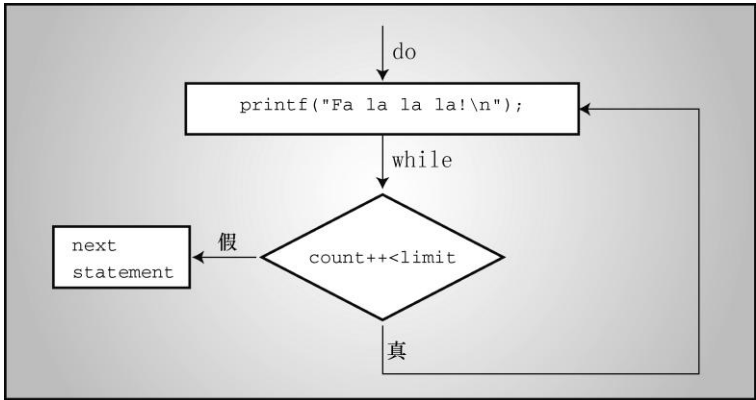 do
printf("Fa la la la!\n");
while
count++<limit
假
next
statement
真